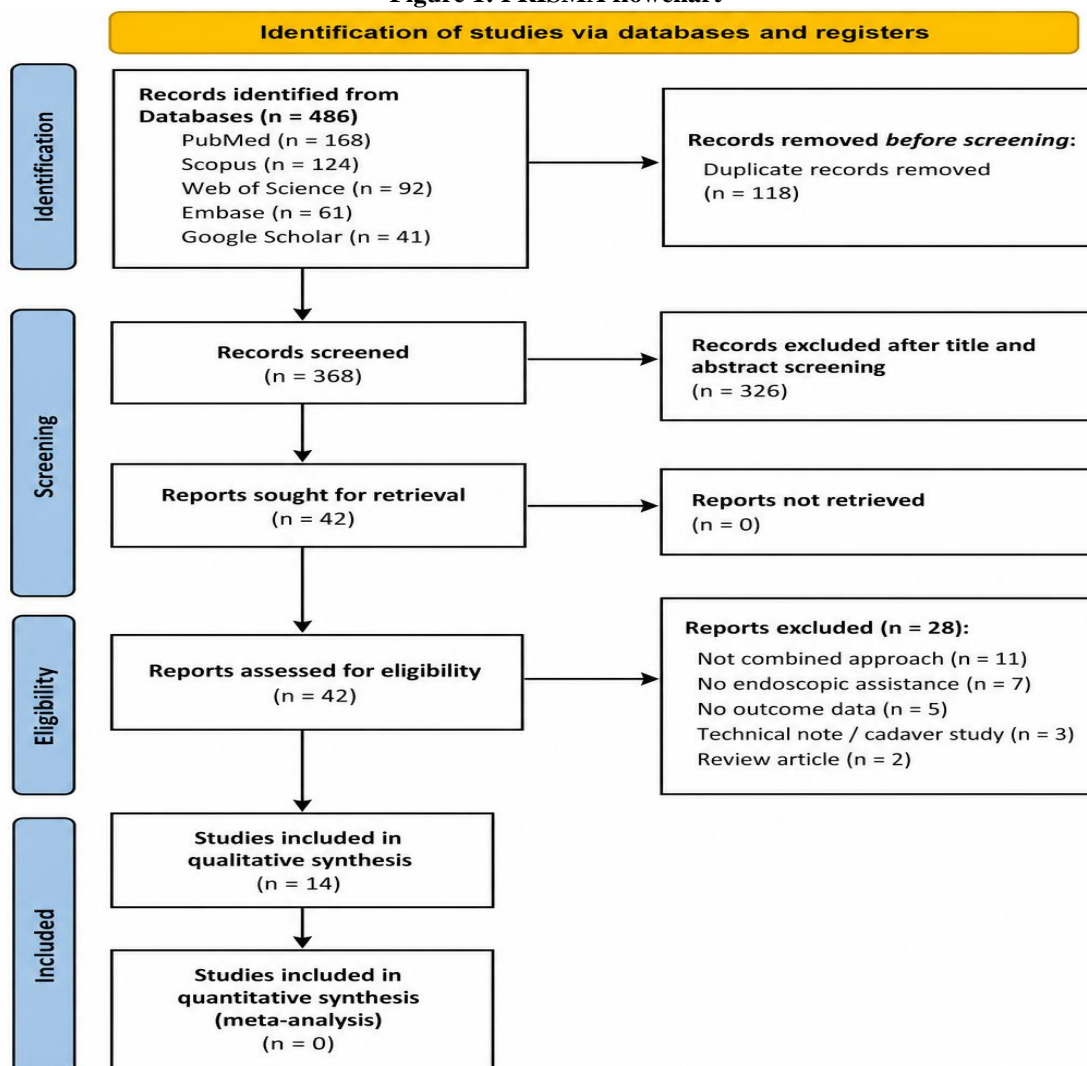 Figure 1: PRISMA flowchart
Identification of studies via databases and registers
Identification
Records identified from
Databases (n = 486)
PubMed (n = 168)
Scopus (n = 124)
Web of Science (n = 92)
Embase (n = 61)
Google Scholar (n = 41)
Records removed before screening:
Duplicate records removed
(n = 118)
Screening
Records screened
(n = 368)
Records excluded after title and
abstract screening
(n = 326)
Reports sought for retrieval
(n = 42)
Reports not retrieved
(n = 0)
Eligibility
Reports assessed for eligibility
(n = 42)
Reports excluded (n = 28):
Not combined approach (n = 11)
No endoscopic assistance (n = 7)
No outcome data (n = 5)
Technical note / cadaver study (n = 3)
Review article (n = 2)
Included
Studies included in
qualitative synthesis
(n = 14)
Studies included in
quantitative synthesis
(meta-analysis)
(n = 0)